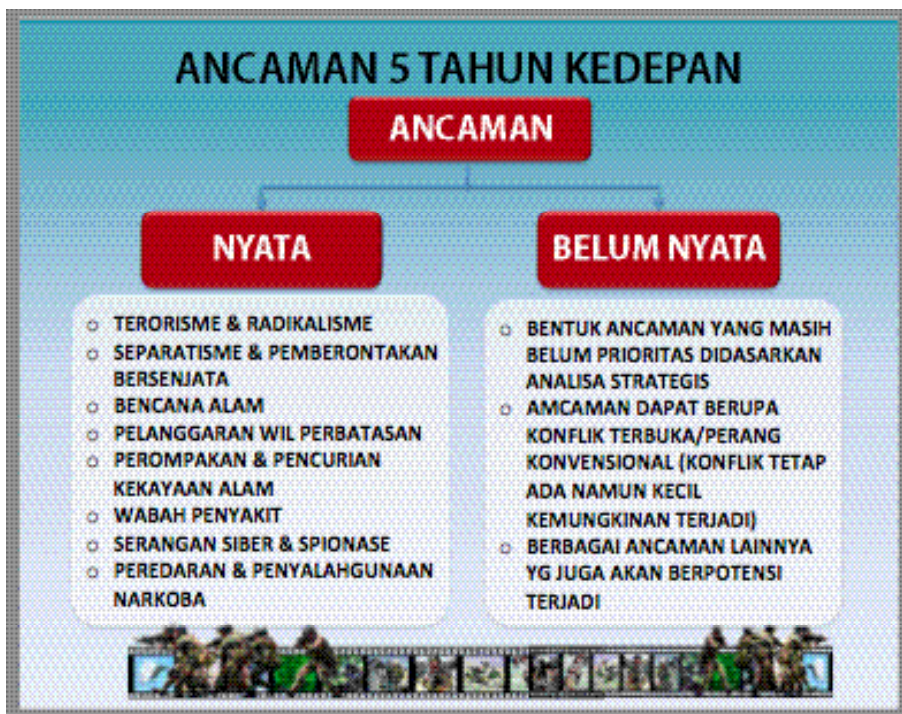 ANCAMAN 5 TAHUN KEDEPAN
ANCAMAN
NYATA
○ TERORISME & RADIKALISME
○ SEPARATISME & PEMBERONTAKAN
BERSENJATA
○ BENCANA ALAM
○ PELANGGARAN WIL PERBATASAN
○ PEROMPAKAN & PENCURIAN
KEKAYAAN ALAM
○ WABAH PENYAKIT
○ SERANGAN SIBER & SPIONASE
○ PEREDARAN & PENYALAHGUNAAN
NARKOBA
BELUM NYATA
○ BENTUK ANCAMAN YANG MASIH
BELUM PRIORITAS DIDASARKAN
ANALISA STRATEGIS
○ AMCAMAN DAPAT BERUPA
KONFLIK TERBUKA/PERANG
KONVENSIONAL (KONFLIK TETAP
ADA NAMUN KECIL
KEMUNGKINAN TERJADI)
○ BERBAGAI ANCAMAN LAINNYA
YG JUGA AKAN BERPOTENSI
TERJADI